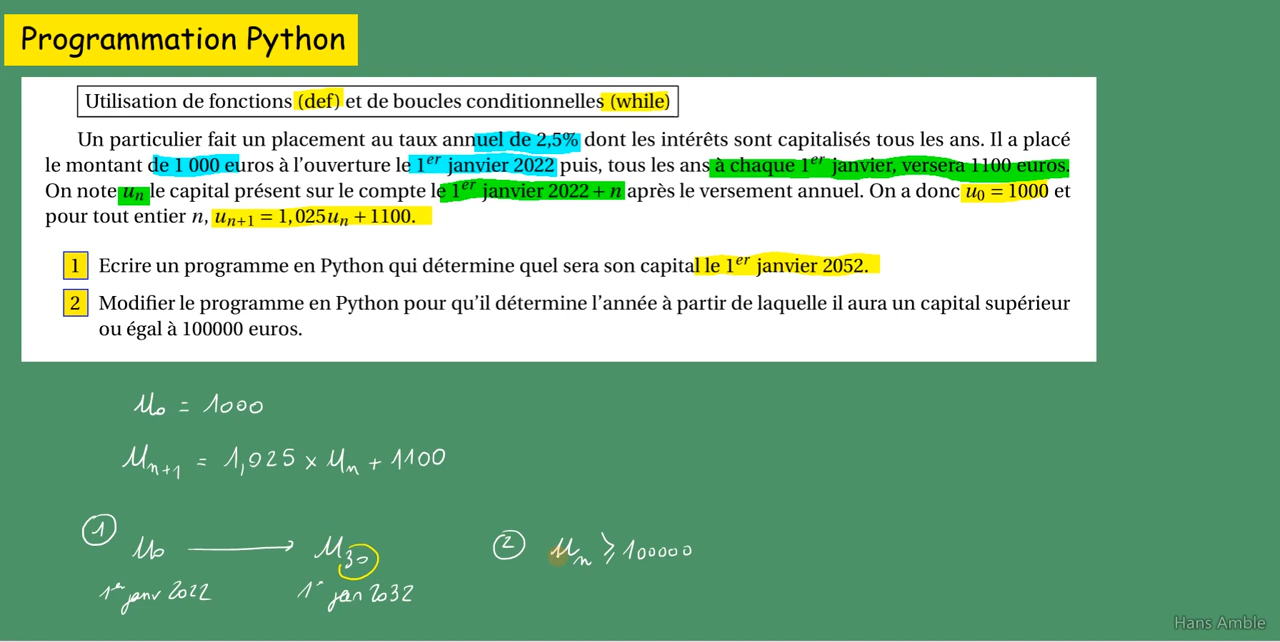 Programmation Python
Utilisation de fonctions (def) et de boucles conditionnelles (while)
Un particulier fait un placement au taux annuel de 2,5% dont les intérêts sont capitalisés tous les ans. Il a placé
le montant de 1 000 euros à l'ouverture le 1er janvier 2022 puis, tous les ans à chaque 1er janvier, versera 1100 euros.
On note un le capital présent sur le compte le 1er janvier 2022 + n après le versement annuel. On a donc u0 = 1000 et
pour tout entier n, un+1 = 1,025un + 1100.
1 Ecrire un programme en Python qui détermine quel sera son capital le 1er janvier 2052.
2 Modifier le programme en Python pour qu'il détermine l'année à partir de laquelle il aura un capital supérieur
ou égal à 100000 euros.
u0 = 1000
un+1 = 1,025 × un + 1100
1 u0 → u30
1er janv 2022 1er jan 2032
2 un ⩾ 100000
Hans Amble